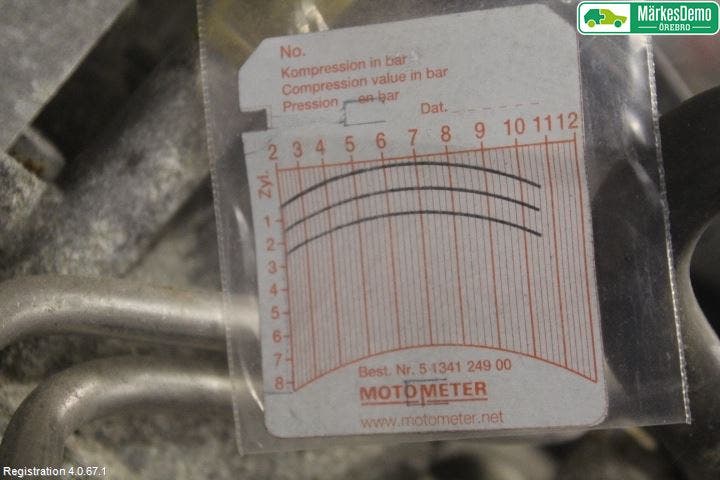 MärkesDemo
ÖREBRO
No.
Kompression in bar
Compression value in bar
Pression en bar
Dat.
2 3 4 5 6 7 8 9 10 11 12
Zyl.
1
2
3
4
5
6
7
8
Best. Nr. 5 1341 249 00
MOTOMETER
www.motometer.net
Registration 4.0.67.1